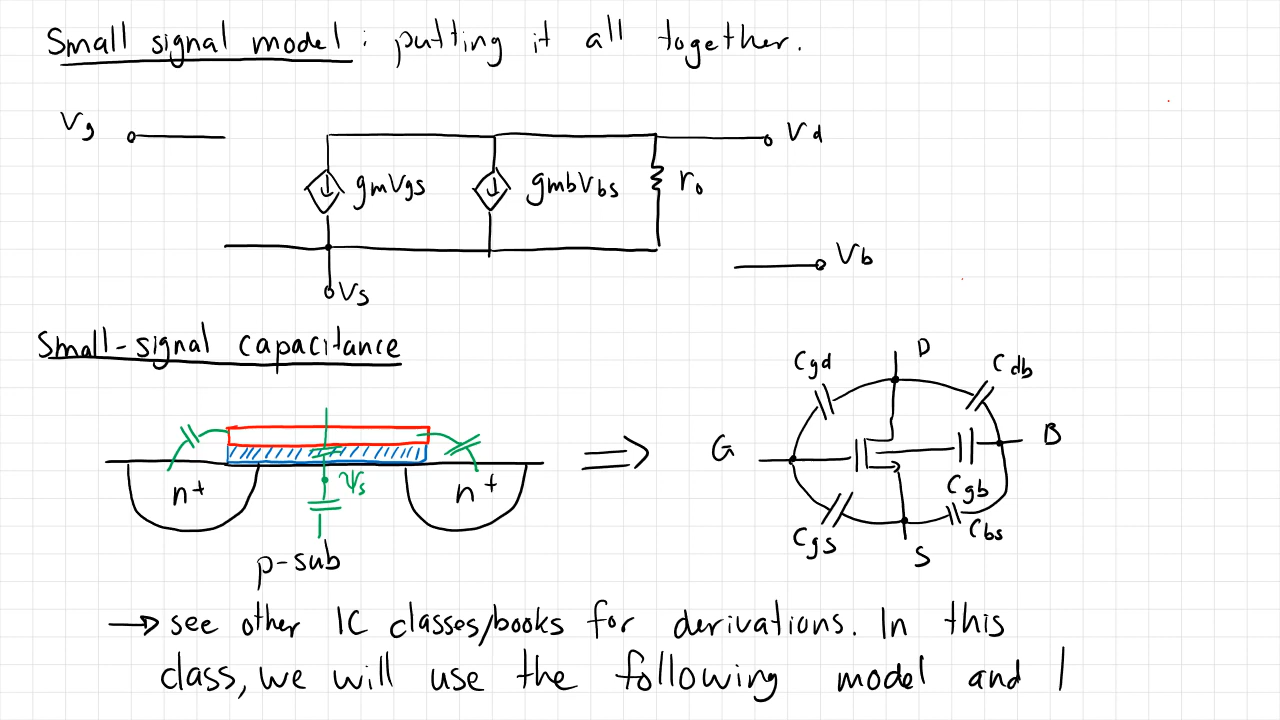 Small signal model : putting it all together.
Vg
Vd
gmVgs
gmbVbs
ro
Vb
Vs
Small-signal capacitance
D
Cgd
Cdb
G
B
n+
ψs
n+
Cgb
Cgs
Cbs
S
p-sub
→ see other IC classes/books for derivations. In this
class, we will use the following model and